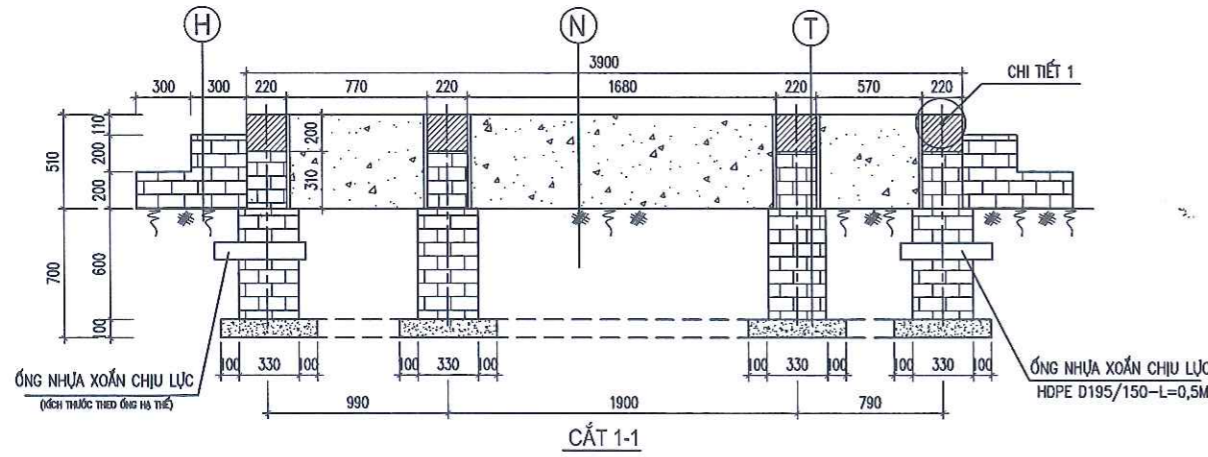 H
N
T
3900
CHI TIẾT 1
300 300 220 770 220 1680 220 570 220
510
110
200
200
200
310
700
600
100
100 330 100
100 330 100
100 330 100
100 330 100
ỐNG NHỰA XOẮN CHỊU LỰC
(KÍCH THƯỚC THEO ỐNG HẠ THẾ)
ỐNG NHỰA XOẮN CHỊU LỰC
HDPE D195/150-L=0,5M
990 1900 790
CẮT 1-1